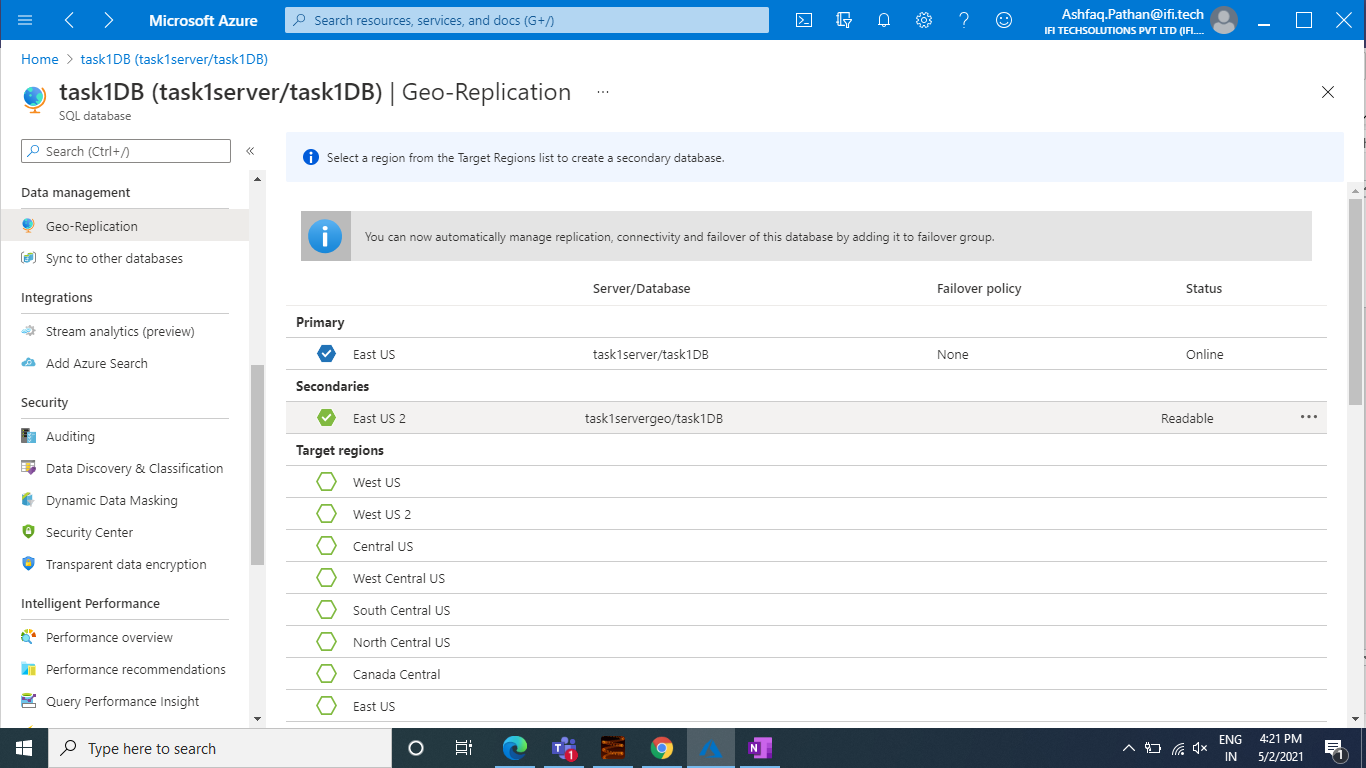 Microsoft Azure
Search resources, services, and docs (G+/)
Ashfaq.Pathan@ifi.tech
IFI TECHSOLUTIONS PVT LTD (IFI....
Home > task1DB (task1server/task1DB)
task1DB (task1server/task1DB) | Geo-Replication ...
SQL database
Search (Ctrl+/)
«
Data management
Geo-Replication
Sync to other databases
Integrations
Stream analytics (preview)
Add Azure Search
Security
Auditing
Data Discovery & Classification
Dynamic Data Masking
Security Center
Transparent data encryption
Intelligent Performance
Performance overview
Performance recommendations
Query Performance Insight
Select a region from the Target Regions list to create a secondary database.
You can now automatically manage replication, connectivity and failover of this database by adding it to failover group.
Server/Database Failover policy Status
Primary
East US task1server/task1DB None Online
Secondaries
East US 2 task1servergeo/task1DB Readable ...
Target regions
West US
West US 2
Central US
West Central US
South Central US
North Central US
Canada Central
East US
Type here to search
1
ENG
IN
4:21 PM
5/2/2021
1